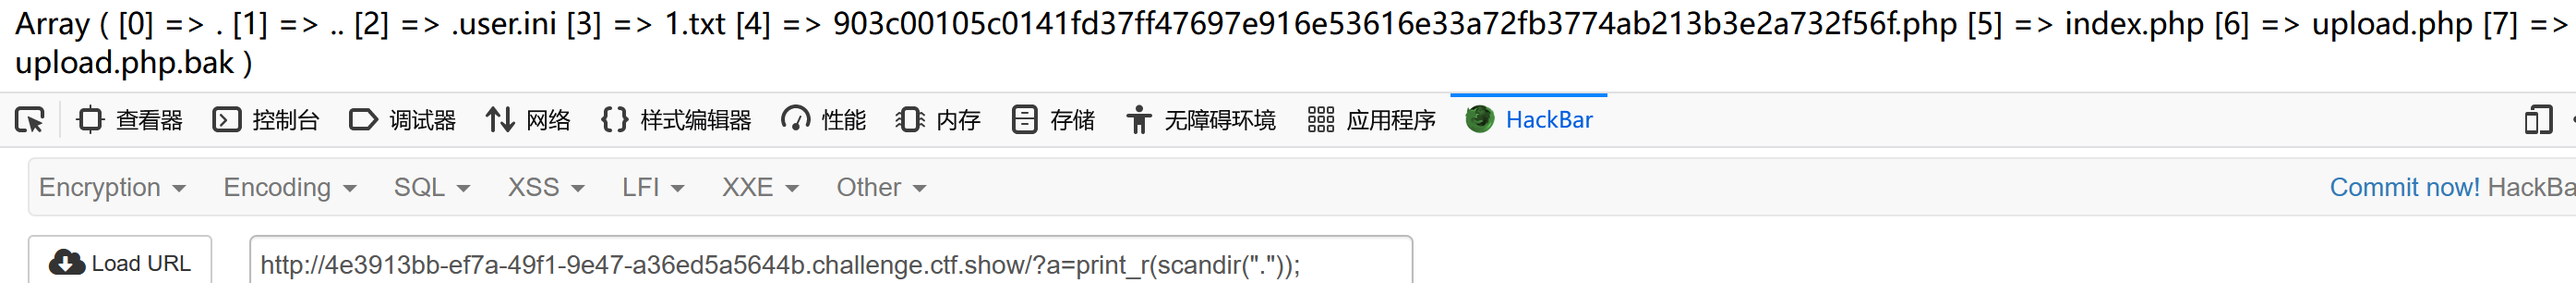 Array ( [0] => . [1] => .. [2] => .user.ini [3] => 1.txt [4] => 903c00105c0141fd37ff47697e916e53616e33a72fb3774ab213b3e2a732f56f.php [5] => index.php [6] => upload.php [7] =>
upload.php.bak )
查看器 控制台 调试器 网络 样式编辑器 性能 内存 存储 无障碍环境 应用程序 HackBar
Encryption Encoding SQL XSS LFI XXE Other Commit now! HackBa
Load URL http://4e3913bb-ef7a-49f1-9e47-a36ed5a5644b.challenge.ctf.show/?a=print_r(scandir("."));